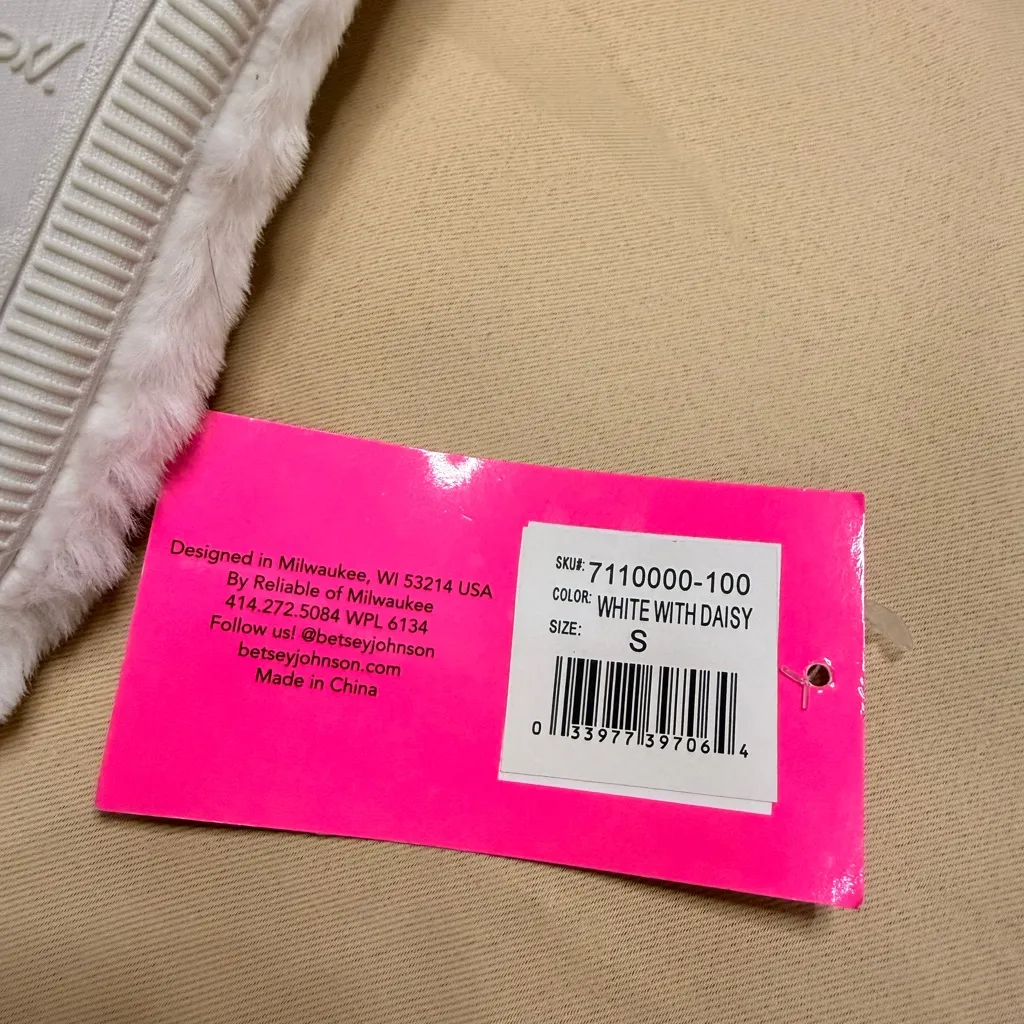 Designed in Milwaukee, WI 53214 USA
By Reliable of Milwaukee
414.272.5084 WPL 6134
Follow us! @betseyjohnson
betseyjohnson.com
Made in China
SKU#: 7110000-100
COLOR: WHITE WITH DAISY
SIZE: S
0 33977 39706 4